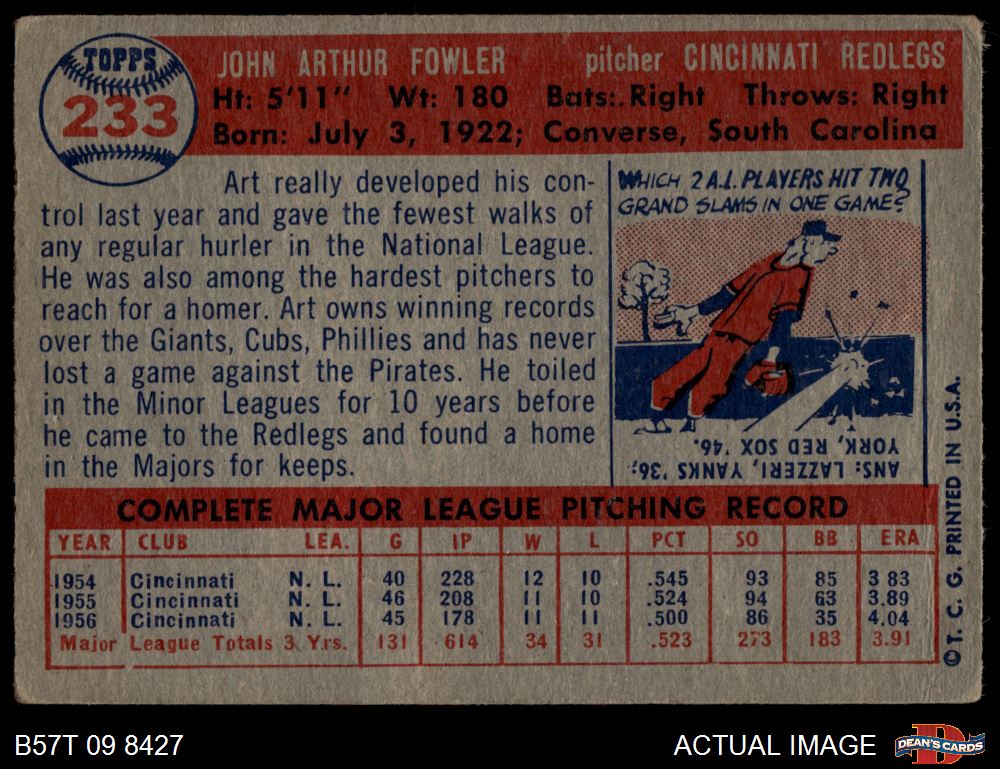 TOPPS
233
JOHN ARTHUR FOWLER pitcher CINCINNATI REDLEGS
Ht: 5'11" Wt: 180 Bats: Right Throws: Right
Born: July 3, 1922; Converse, South Carolina
Art really developed his con-
trol last year and gave the fewest walks of
any regular hurler in the National League.
He was also among the hardest pitchers to
reach for a homer. Art owns winning records
over the Giants, Cubs, Phillies and has never
lost a game against the Pirates. He toiled
in the Minor Leagues for 10 years before
he came to the Redlegs and found a home
in the Majors for keeps.
WHICH 2 A.L. PLAYERS HIT TWO
GRAND SLAMS IN ONE GAME?
ANS: LAZZERI, YANKS '36;
YORK, RED SOX '46.
COMPLETE MAJOR LEAGUE PITCHING RECORD
YEAR CLUB LEA. G IP W L PCT SO BB ERA
1954 Cincinnati N. L. 40 228 12 10 .545 93 85 3 83
1955 Cincinnati N. L. 46 208 11 10 .524 94 63 3.89
1956 Cincinnati N. L. 45 178 11 11 .500 86 35 4.04
Major League Totals 3 Yrs. 131 614 34 31 .523 273 183 3.91
©T. C. G. PRINTED IN U.S.A.
B57T 09 8427
ACTUAL IMAGE
D
DEAN'S CARDS